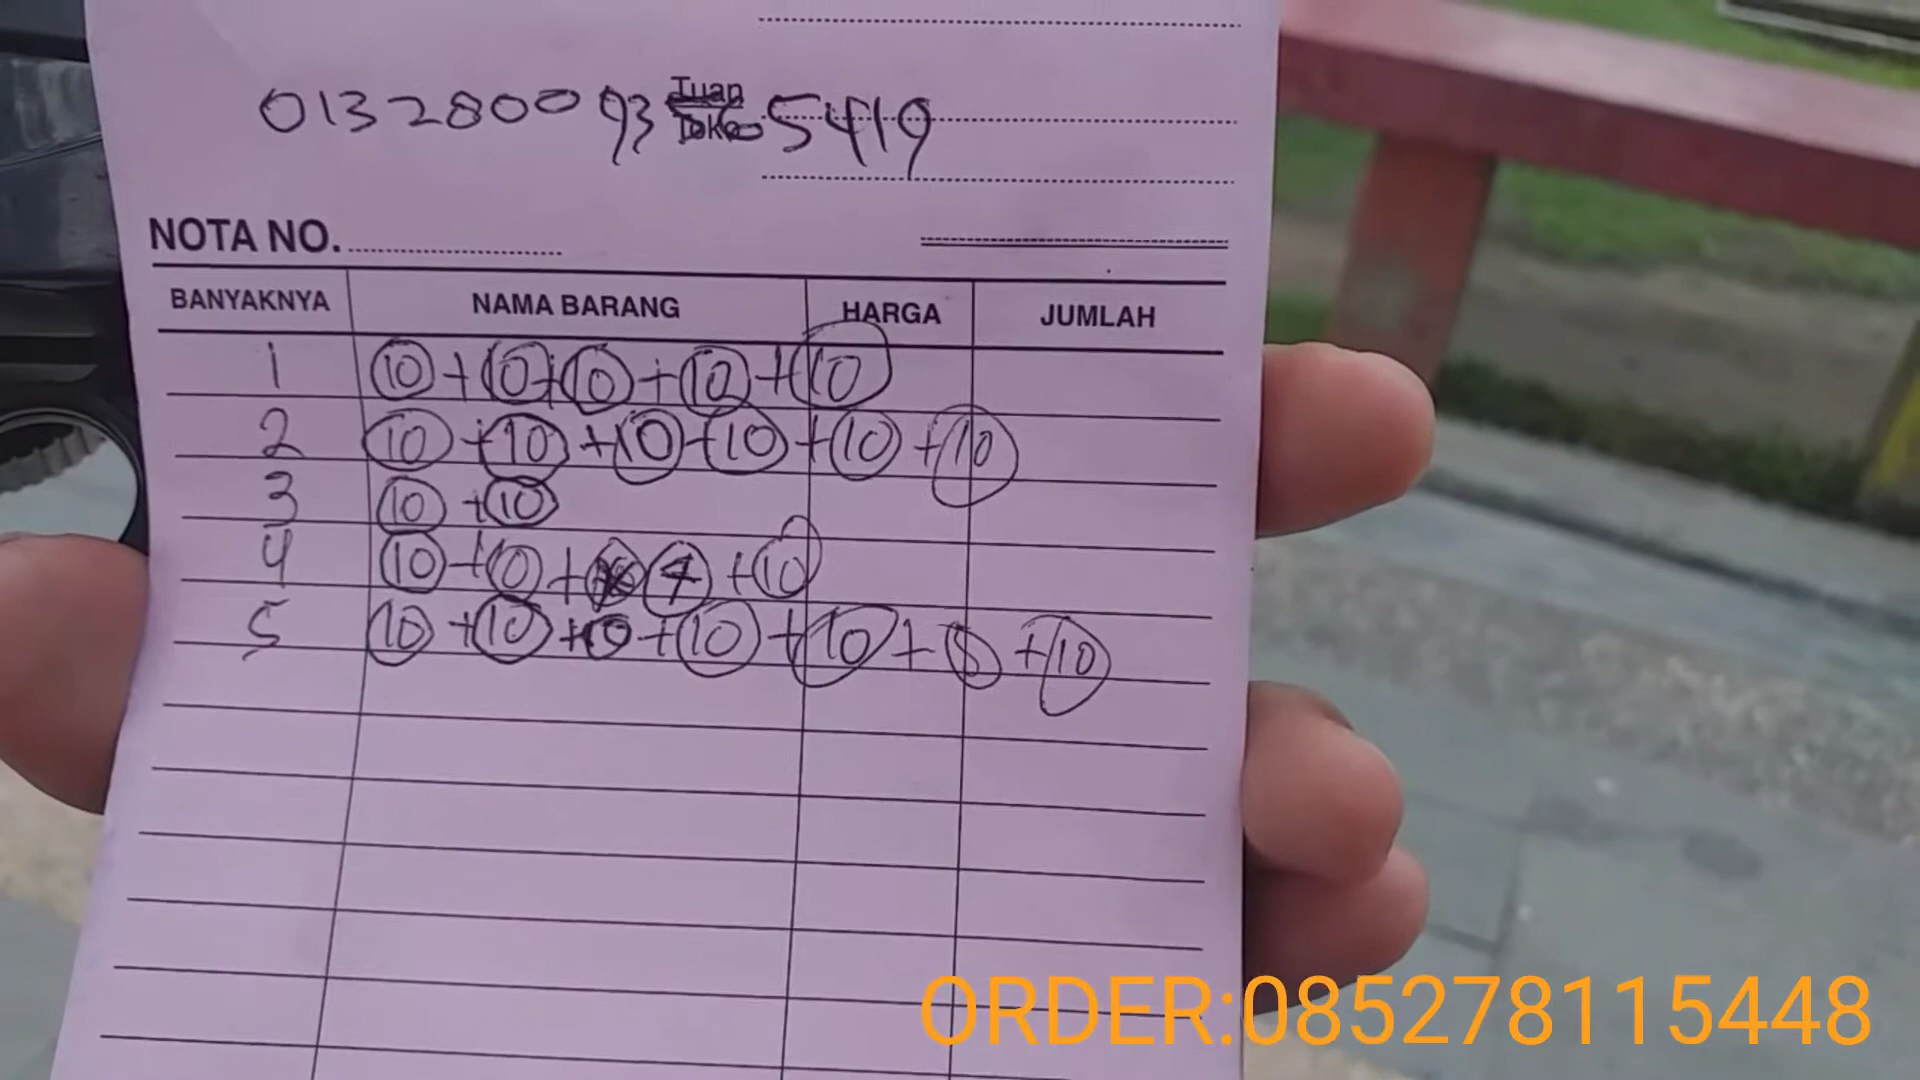 0132800935419
Tuan
Toko
NOTA NO.
BANYAKNYA NAMA BARANG HARGA JUMLAH
1 10 + 10 + 10 + 10 + 10
2 10 + 10 + 10 + 10 + 10 + 10
3 10 + 10
4 10 + 10 + 4 + 10
5 10 + 10 + 10 + 10 + 10 + 8 + 10
ORDER:085278115448